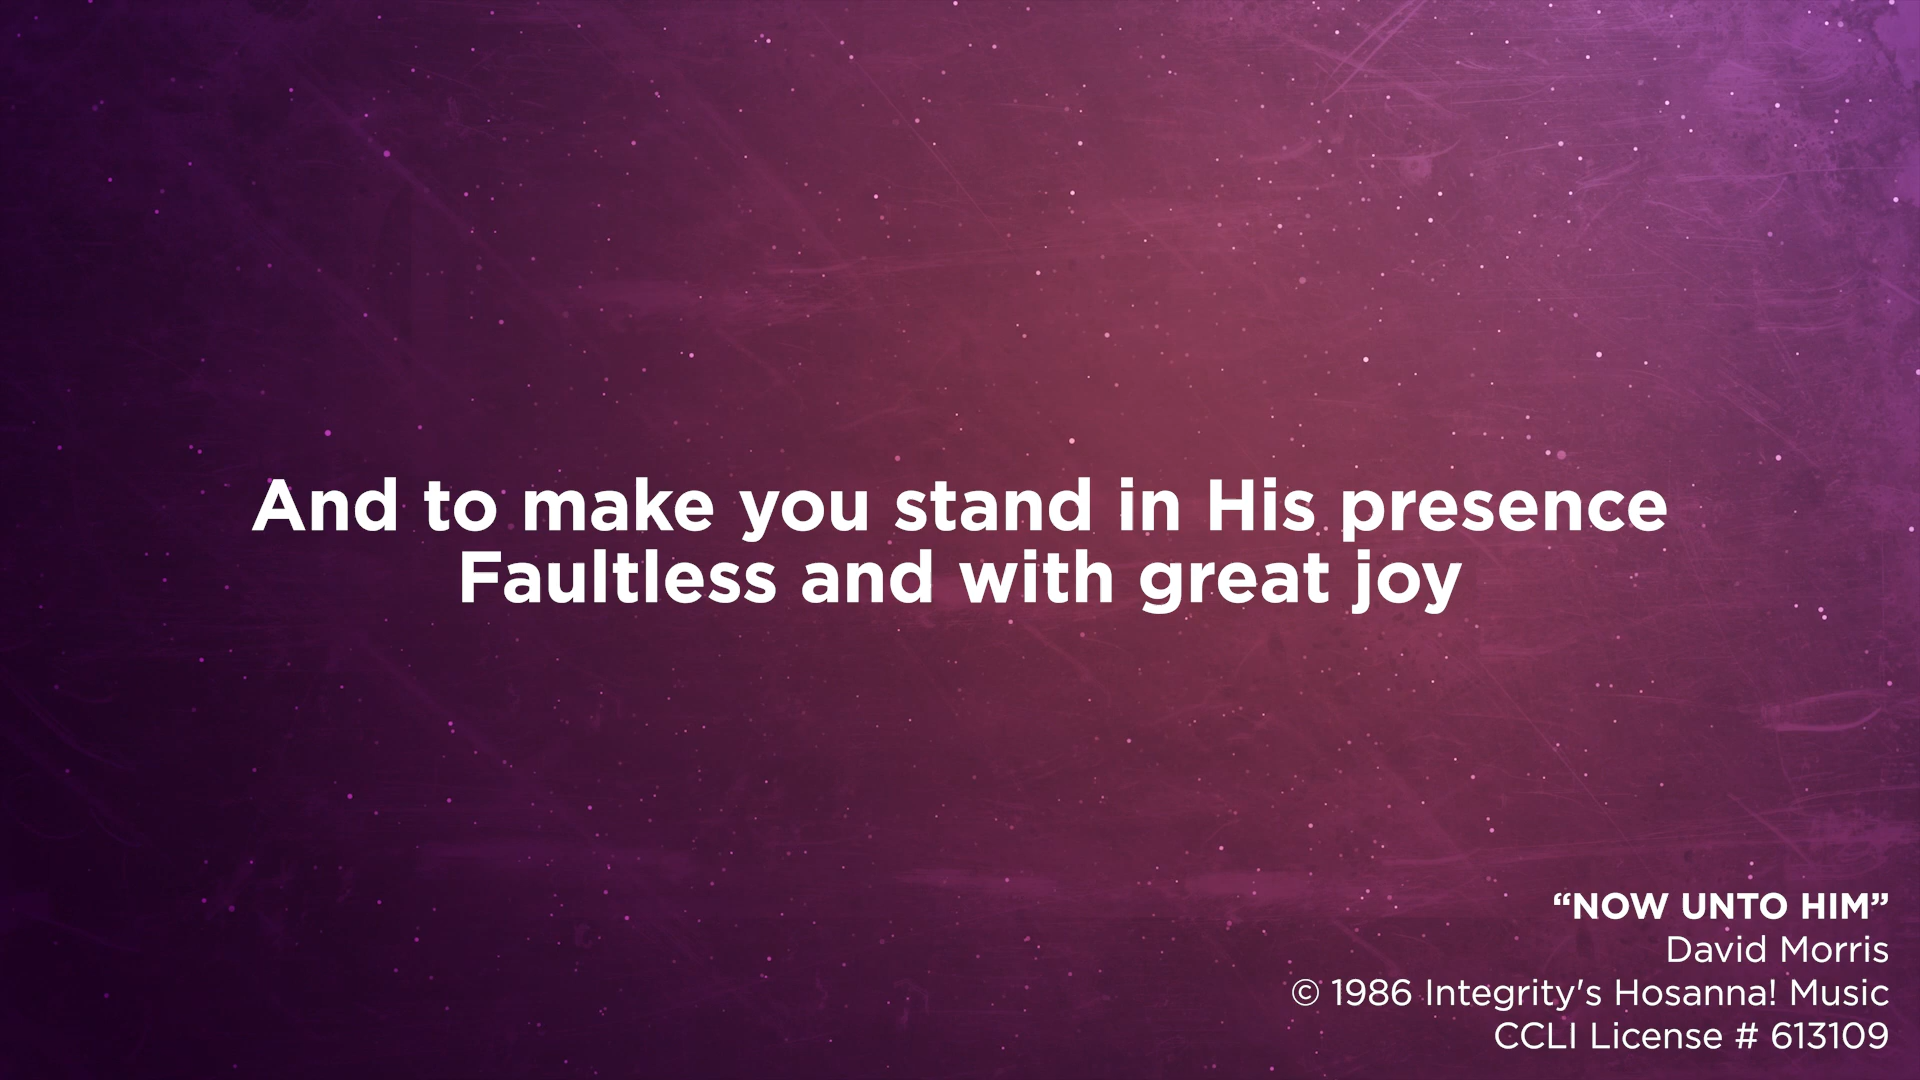 And to make you stand in His presence
Faultless and with great joy
“NOW UNTO HIM”
David Morris
© 1986 Integrity's Hosanna! Music
CCLI License # 613109